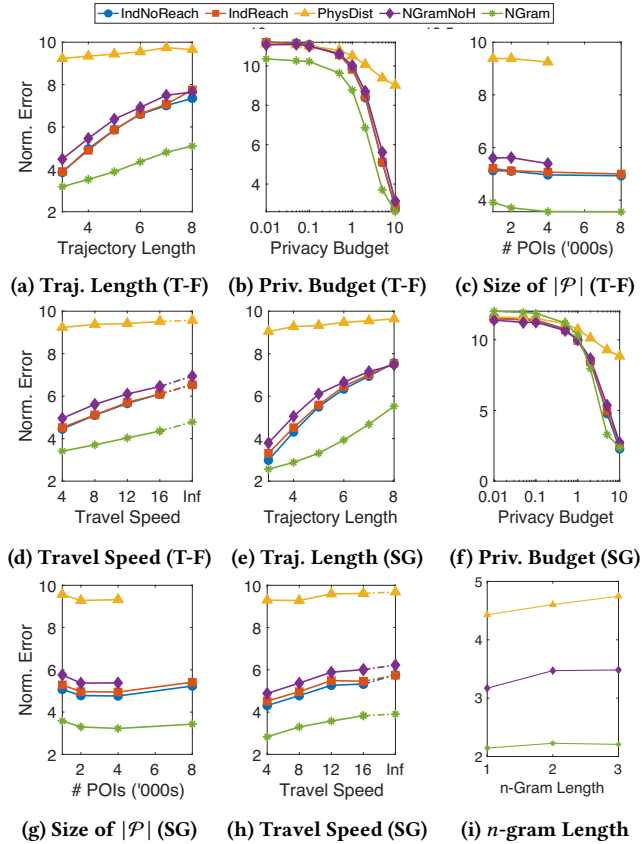 IndNoReach IndReach PhysDist NGramNoH NGram
10
8
6
4
2
Norm. Error
4 6 8
Trajectory Length
10
8
6
4
0.01 0.1 1 10
Privacy Budget
10
8
6
4
2 4 6 8
# POIs ('000s)
(a) Traj. Length (T-F) (b) Priv. Budget (T-F) (c) Size of |𝒫| (T-F)
10
8
6
4
2
Norm. Error
4 8 12 16 Inf
Travel Speed
10
8
6
4
2
4 6 8
Trajectory Length
10
5
0
0.01 0.1 1 10
Privacy Budget
(d) Travel Speed (T-F) (e) Traj. Length (SG) (f) Priv. Budget (SG)
10
8
6
4
2
Norm. Error
2 4 6 8
# POIs ('000s)
10
8
6
4
2
4 8 12 16 Inf
Travel Speed
5
4
3
2
1 2 3
n-Gram Length
(g) Size of |𝒫| (SG) (h) Travel Speed (SG) (i) n-gram Length